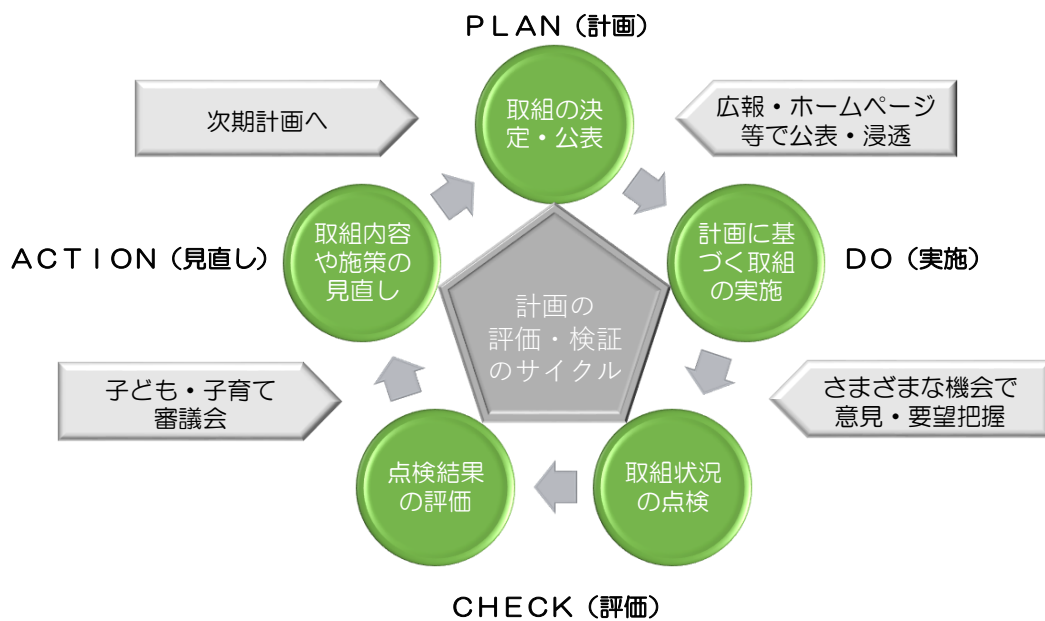 ＰＬＡＮ（計画）
次期計画へ
取組の決
定・公表
広報・ホームページ
等で公表・浸透
ＡＣＴＩＯＮ（見直し）
取組内容
や施策の
見直し
計画に基
づく取組
の実施
ＤＯ（実施）
計画の
評価・検証
のサイクル
子ども・子育て
審議会
さまざまな機会で
意見・要望把握
点検結果
の評価
取組状況
の点検
ＣＨＥＣＫ（評価）